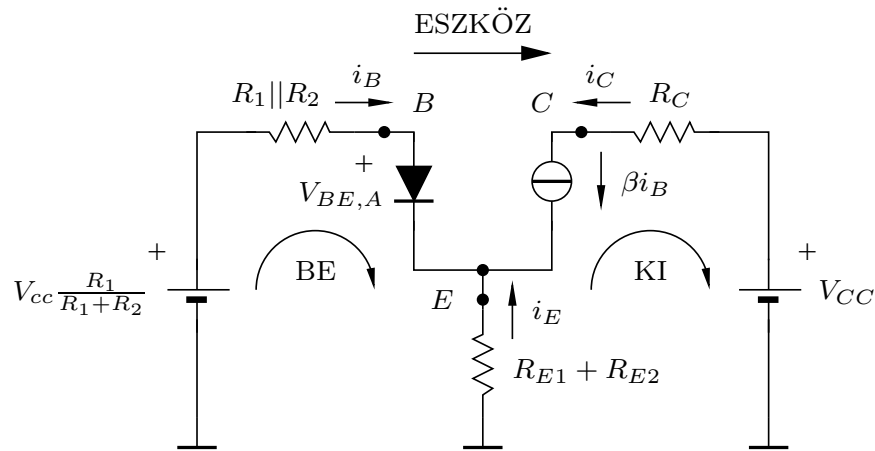 ESZKÖZ
i_B
i_C
R_1||R_2
B
C
R_C
+
V_{BE,A}
βi_B
+
BE
KI
+
V_{cc} \frac{R_1}{R_1+R_2}
E
i_E
V_{CC}
R_{E1} + R_{E2}